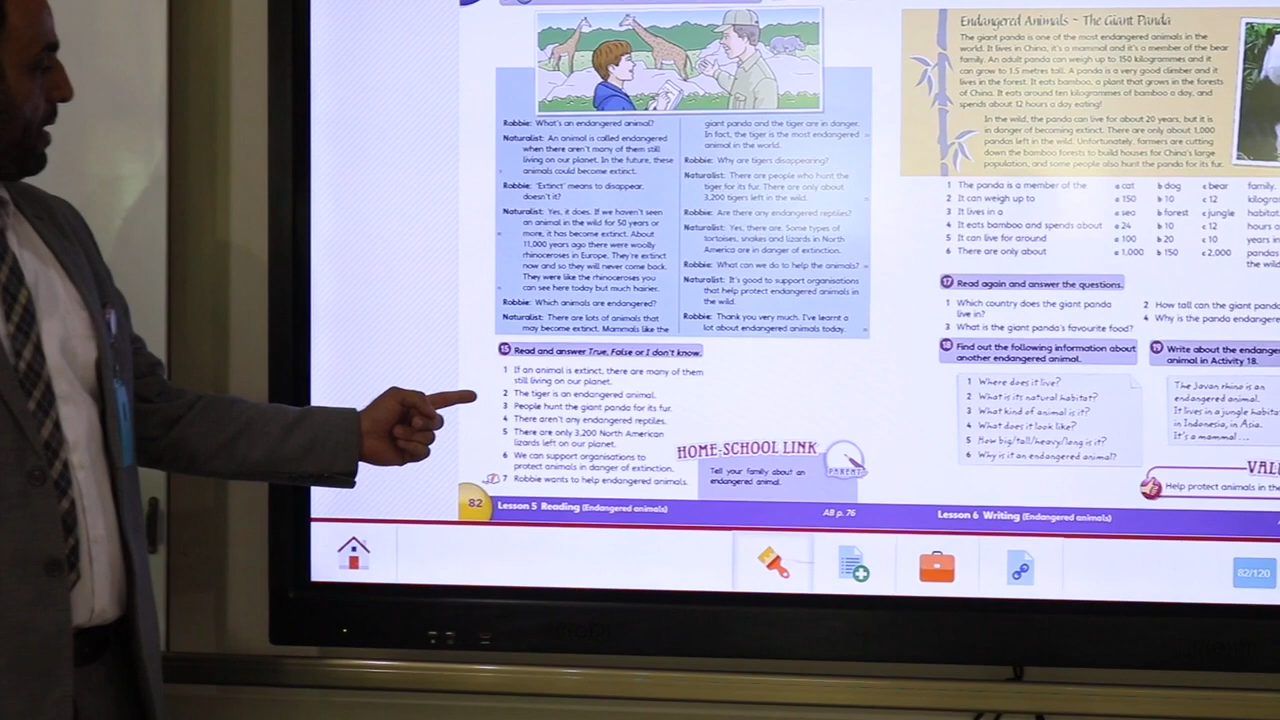 Robbie: What's an endangered animal?
Naturalist: An animal is called endangered
when there aren't many of them still
living on our planet. In the future, these
animals could become extinct.
Robbie: 'Extinct' means to disappear,
doesn't it?
Naturalist: Yes, it does. If we haven't seen
an animal in the wild for 50 years or
more, it has become extinct. About
11,000 years ago there were woolly
rhinoceroses in Europe. They're extinct
now and so they will never come back.
They were like the rhinoceroses you
can see here today but much hairier.
Robbie: Which animals are endangered?
Naturalist: There are lots of animals that
may become extinct. Mammals like the
giant panda and the tiger are in danger.
In fact, the tiger is the most endangered
animal in the world.
Robbie: Why are tigers disappearing?
Naturalist: There are people who hunt the
tiger for its fur. There are only about
3,200 tigers left in the wild.
Robbie: Are there any endangered reptiles?
Naturalist: Yes, there are. Some types of
tortoises, snakes and lizards in North
America are in danger of extinction.
Robbie: What can we do to help the animals?
Naturalist: It's good to support organisations
that help protect endangered animals in
the wild.
Robbie: Thank you very much. I've learnt a
lot about endangered animals today.
15 Read and answer True, False or I don't know.
1 If an animal is extinct, there are many of them
still living on our planet.
2 The tiger is an endangered animal.
3 People hunt the giant panda for its fur.
4 There aren't any endangered reptiles.
5 There are only 3,200 North American
lizards left on our planet.
6 We can support organisations to
protect animals in danger of extinction.
7 Robbie wants to help endangered animals.
HOME-SCHOOL LINK
PARENT
Tell your family about an
endangered animal.
82 Lesson 5 Reading (Endangered animals) AB p. 76
Endangered Animals - The Giant Panda
The giant panda is one of the most endangered animals in the
world. It lives in China, it's a mammal and it's a member of the bear
family. An adult panda can weigh up to 150 kilogrammes and it
can grow to 1.5 metres tall. A panda is a very good climber and it
lives in the forest. It eats bamboo, a plant that grows in the forests
of China. It eats around ten kilogrammes of bamboo a day, and it
spends about 12 hours a day eating!
In the wild, the panda can live for about 20 years, but it is
in danger of becoming extinct. There are only about 1,000
pandas left in the wild. Unfortunately, farmers are cutting
down the bamboo forests to build houses for China's large
population, and some people also hunt the panda for its fur.
1 The panda is a member of the a cat b dog c bear family.
2 It can weigh up to a 150 b 10 c 12 kilogra
3 It lives in a a sea b forest c jungle habitat
4 It eats bamboo and spends about a 24 b 10 c 12 hours a
5 It can live for around a 100 b 20 c 10 years in
6 There are only about a 1,000 b 150 c 2,000 pandas
the wild
17 Read again and answer the questions.
1 Which country does the giant panda
live in?
2 How tall can the giant panda
3 What is the giant panda's favourite food?
4 Why is the panda endangere
18 Find out the following information about
another endangered animal.
1 Where does it live?
2 What is its natural habitat?
3 What kind of animal is it?
4 What does it look like?
5 How big/tall/heavy/long is it?
6 Why is it an endangered animal?
19 Write about the endange
animal in Activity 18.
The Javan rhino is an
endangered animal.
It lives in a jungle habita
in Indonesia, in Asia.
It's a mammal ...
VAL
Help protect animals in the
Lesson 6 Writing (Endangered animals)
82/120